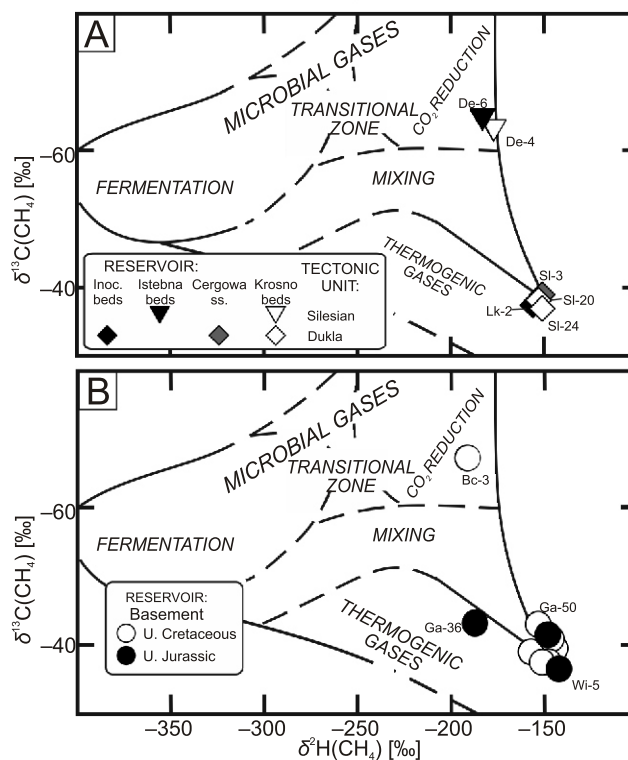 A
MICROBIAL GASES
CO2 REDUCTION
TRANSITIONAL
ZONE
De-6
De-4
–60
FERMENTATION
MIXING
δ13C(CH4) [‰]
THERMOGENIC
GASES
–40
RESERVOIR:
TECTONIC
UNIT:
Inoc.
beds
Istebna
beds
Cergowa
ss.
Krosno
beds
Silesian
Dukla
Sl-3
Sl-20
Lk-2
Sl-24
B
MICROBIAL GASES
CO2 REDUCTION
TRANSITIONAL
ZONE
Bc-3
–60
FERMENTATION
MIXING
δ13C(CH4) [‰]
THERMOGENIC
GASES
–40
RESERVOIR:
Basement
U. Cretaceous
U. Jurassic
Ga-36
Ga-50
Wi-5
–350 –300 –250 –200 –150
δ2H(CH4) [‰]